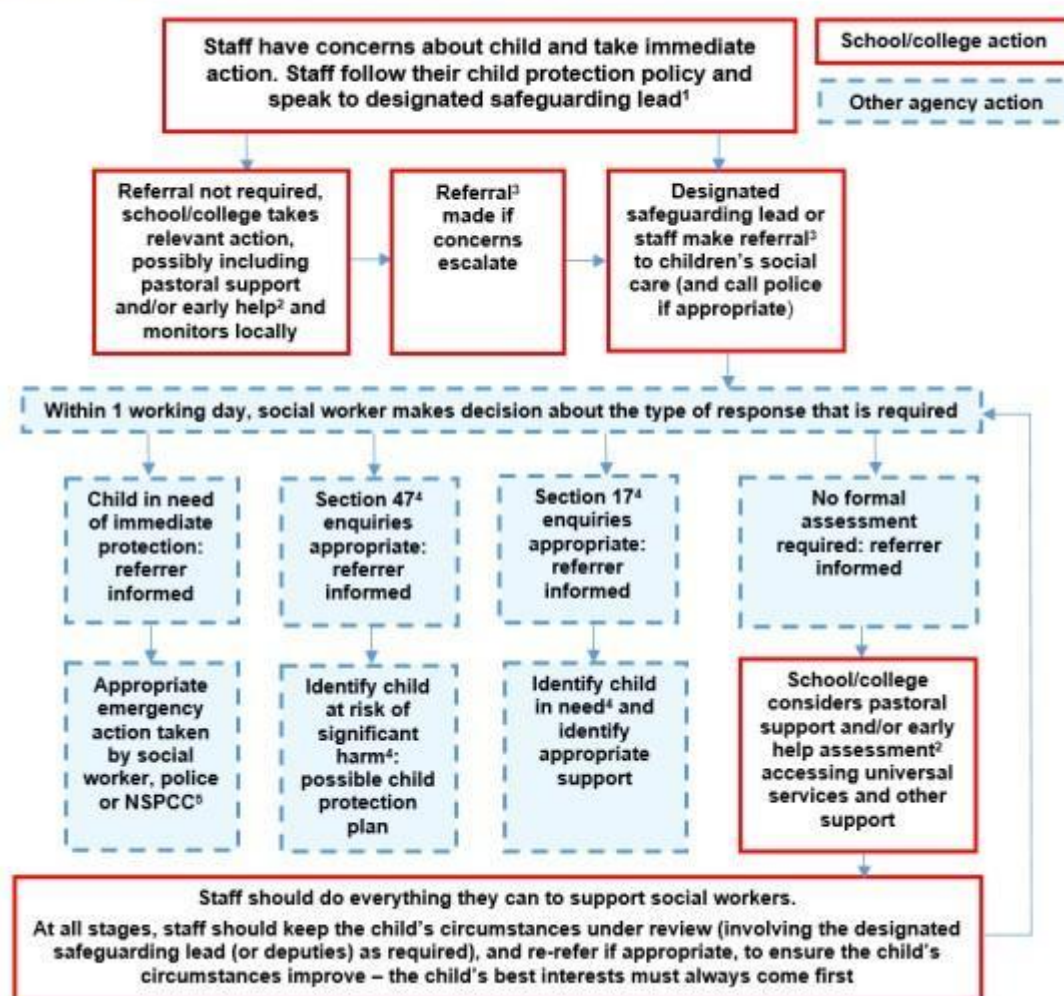 Staff have concerns about child and take immediate
action. Staff follow their child protection policy and
speak to designated safeguarding lead¹
School/college action
Other agency action
Referral not required,
school/college takes
relevant action,
possibly including
pastoral support
and/or early help² and
monitors locally
Referral³
made if
concerns
escalate
Designated
safeguarding lead or
staff make referral³
to children’s social
care (and call police
if appropriate)
Within 1 working day, social worker makes decision about the type of response that is required
Child in need
of immediate
protection:
referrer
informed
Section 47⁴
enquiries
appropriate:
referrer
informed
Section 17⁴
enquiries
appropriate:
referrer
informed
No formal
assessment
required: referrer
informed
Appropriate
emergency
action taken
by social
worker, police
or NSPCC⁵
Identify child
at risk of
significant
harm⁴:
possible child
protection
plan
Identify child
in need⁴ and
identify
appropriate
support
School/college
considers pastoral
support and/or early
help assessment²
accessing universal
services and other
support
Staff should do everything they can to support social workers.
At all stages, staff should keep the child’s circumstances under review (involving the designated
safeguarding lead (or deputies) as required), and re-refer if appropriate, to ensure the child’s
circumstances improve – the child’s best interests must always come first